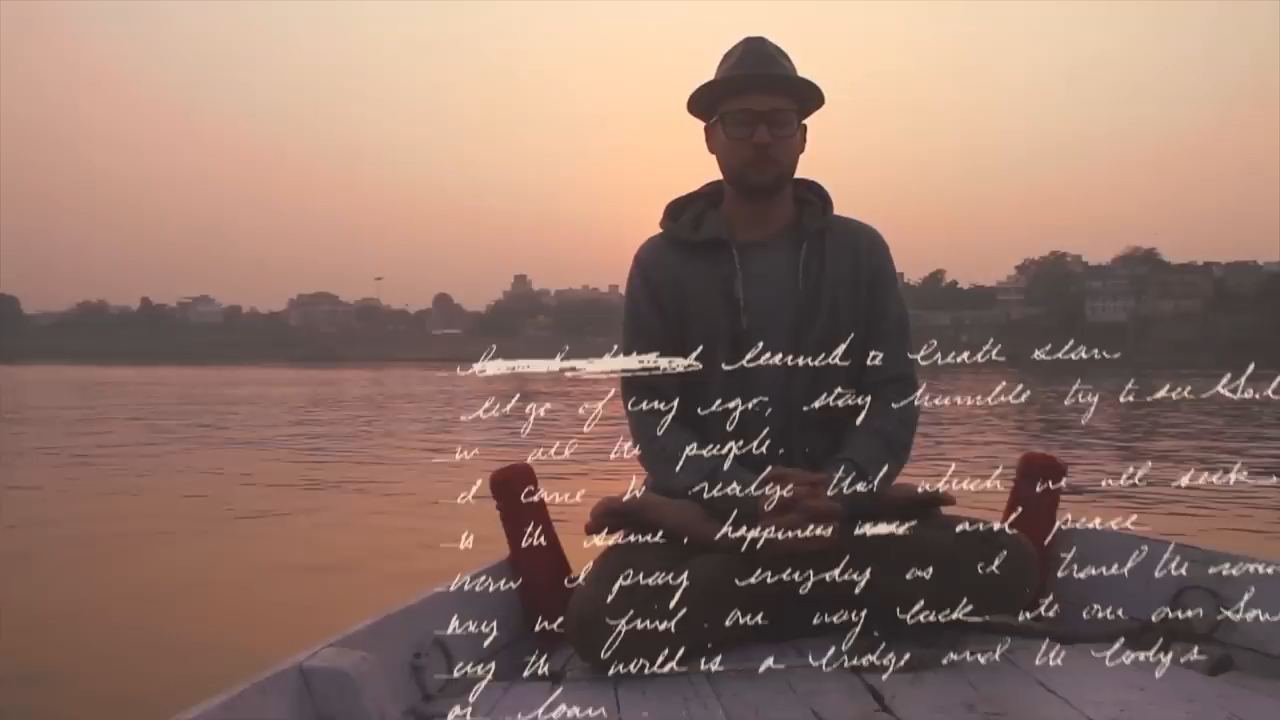 learned to create
let go of my ego, stay humble try to see God
in all the people.
I came to realize that which we all seek
is the same. happiness and peace
now I pray everyday as I travel the
may we find our way back into our own
the world is a bridge and the body's
on loan